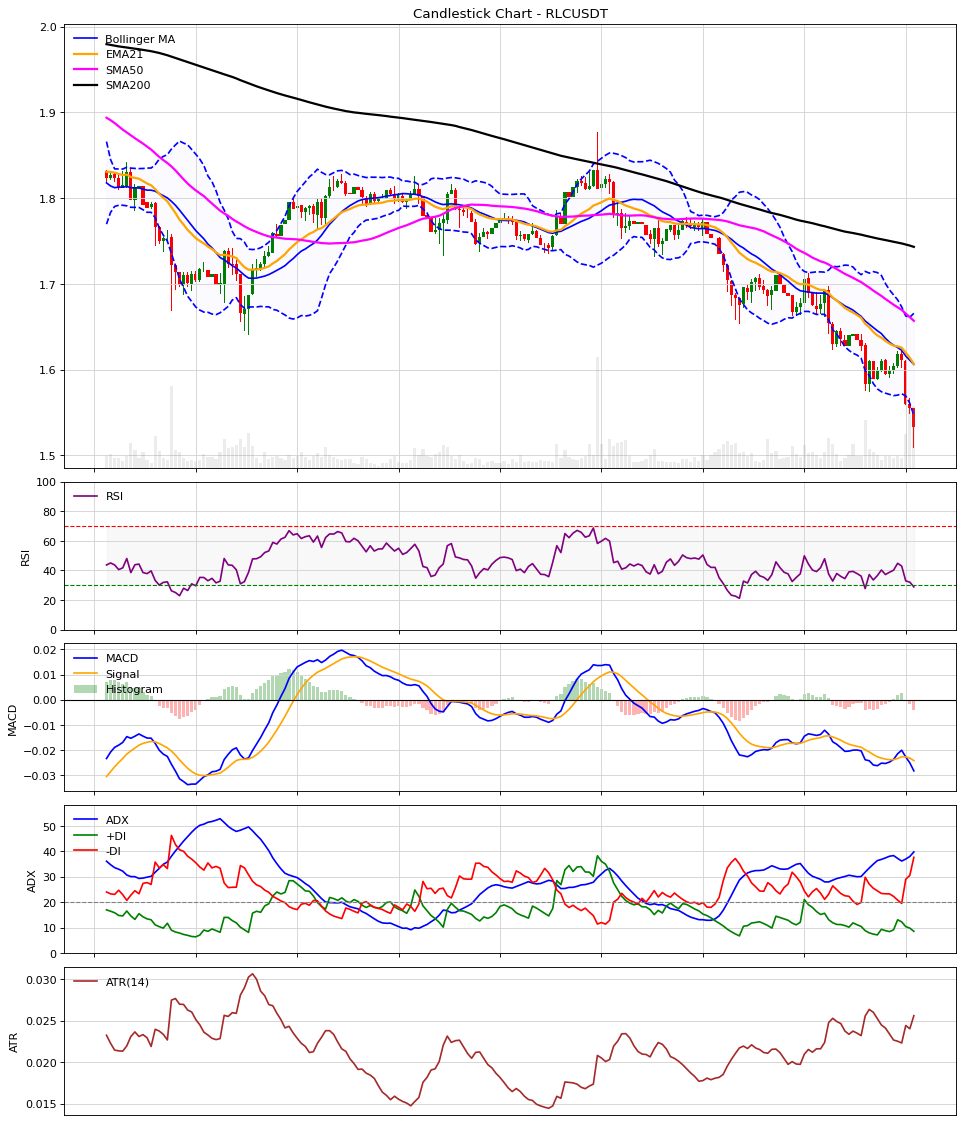 Candlestick Chart - RLCUSDT
2.0
1.9
1.8
1.7
1.6
1.5
Bollinger MA
EMA21
SMA50
SMA200
100
80
60
40
20
0
RSI
RSI
0.02
0.01
0.00
−0.01
−0.02
−0.03
MACD
MACD
Signal
Histogram
50
40
30
20
10
0
ADX
ADX
+DI
-DI
0.030
0.025
0.020
0.015
ATR
ATR(14)